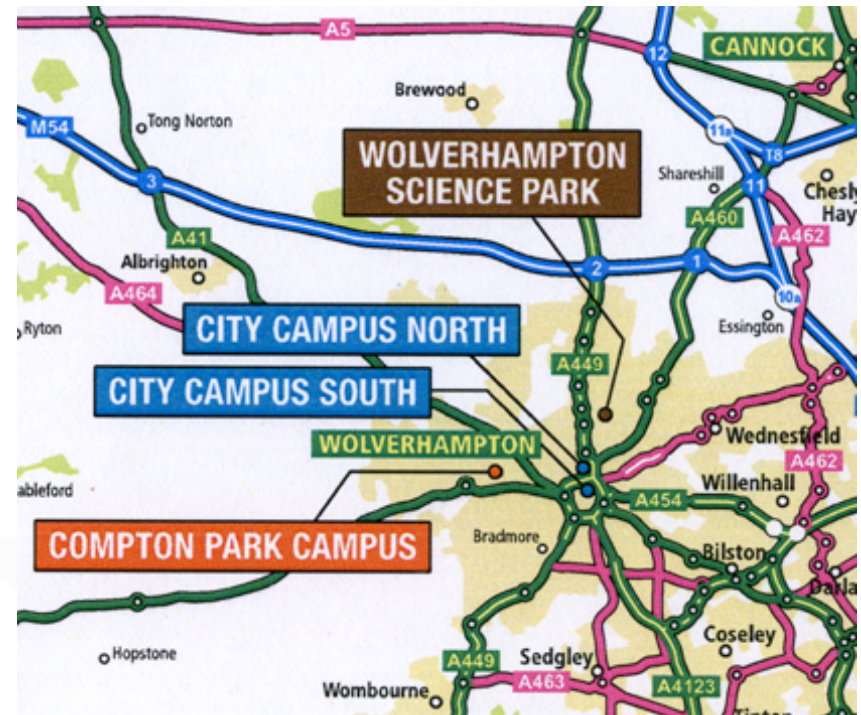 A5
12
CANNOCK
Brewood
M54
Tong Norton
11a
WOLVERHAMPTON
SCIENCE PARK
T8
Shareshill
11
3
A460
A41
A462
Albrighton
2
1
A464
10a
Ryton
CITY CAMPUS NORTH
Essington
A449
CITY CAMPUS SOUTH
WOLVERHAMPTON
Wednesfield
A462
ableford
Willenhall
A454
COMPTON PARK CAMPUS
Bradmore
Bilston
Coseley
Hopstone
A449
Sedgley
A463
A4123
Wombourne